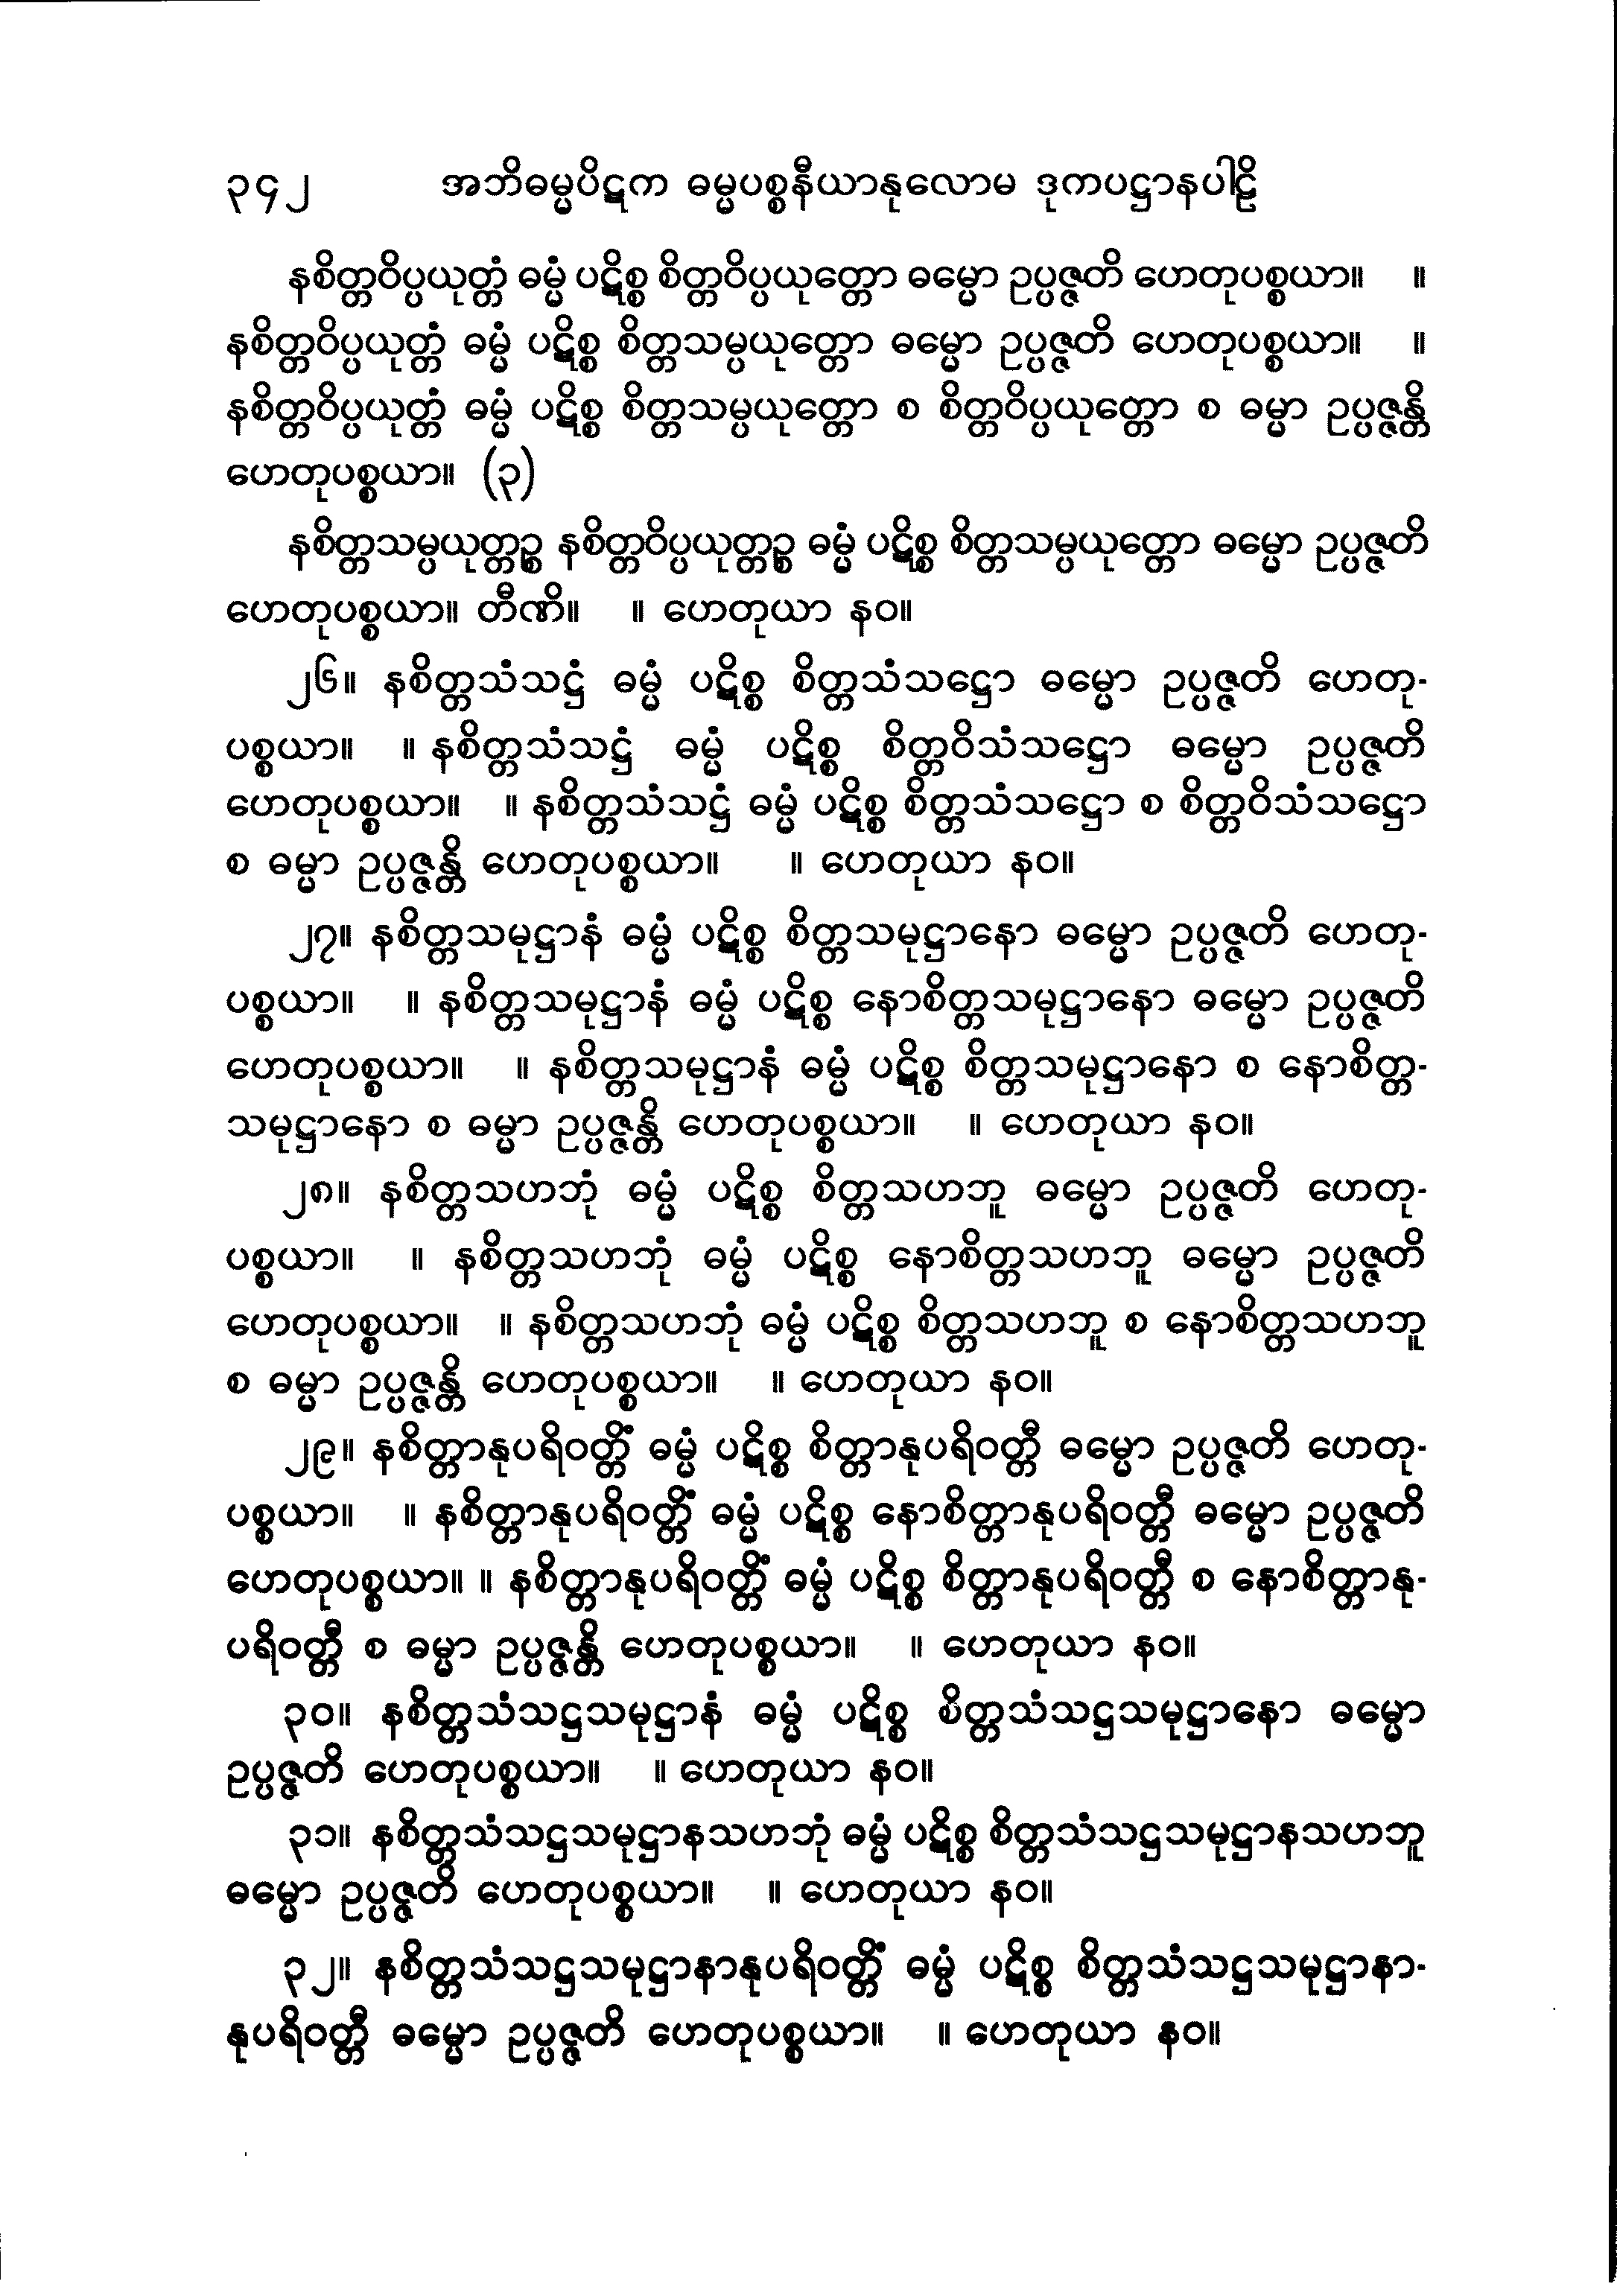 ၃၄၂ အဘိဓမ္မပိဋက ဓမ္မပစ္စနီယာနုလောမ ဒုကပဋ္ဌာနပါဠိ
နစိတ္တဝိပ္ပယုတ္တံ ဓမ္မံ ပဋိစ္စ စိတ္တဝိပ္ပယုတ္တော ဓမ္မော ဥပ္ပဇ္ဇတိ ဟေတုပစ္စယာ။ ။
နစိတ္တဝိပ္ပယုတ္တံ ဓမ္မံ ပဋိစ္စ စိတ္တသမ္ပယုတ္တော ဓမ္မော ဥပ္ပဇ္ဇတိ ဟေတုပစ္စယာ။ ။
နစိတ္တဝိပ္ပယုတ္တံ ဓမ္မံ ပဋိစ္စ စိတ္တသမ္ပယုတ္တော စ စိတ္တဝိပ္ပယုတ္တော စ ဓမ္မာ ဥပ္ပဇ္ဇန္တိ
ဟေတုပစ္စယာ။ (၃)
နစိတ္တသမ္ပယုတ္တဉ္စ နစိတ္တဝိပ္ပယုတ္တဉ္စ ဓမ္မံ ပဋိစ္စ စိတ္တသမ္ပယုတ္တော ဓမ္မော ဥပ္ပဇ္ဇတိ
ဟေတုပစ္စယာ။ တီဏိ။ ။ ဟေတုယာ နဝ။
၂၆။ နစိတ္တသံသဋ္ဌံ ဓမ္မံ ပဋိစ္စ စိတ္တသံသဋ္ဌော ဓမ္မော ဥပ္ပဇ္ဇတိ ဟေတု-
ပစ္စယာ။ ။ နစိတ္တသံသဋ္ဌံ ဓမ္မံ ပဋိစ္စ စိတ္တဝိသံသဋ္ဌော ဓမ္မော ဥပ္ပဇ္ဇတိ
ဟေတုပစ္စယာ။ ။ နစိတ္တသံသဋ္ဌံ ဓမ္မံ ပဋိစ္စ စိတ္တသံသဋ္ဌော စ စိတ္တဝိသံသဋ္ဌော
စ ဓမ္မာ ဥပ္ပဇ္ဇန္တိ ဟေတုပစ္စယာ။ ။ ဟေတုယာ နဝ။
၂၇။ နစိတ္တသမုဋ္ဌာနံ ဓမ္မံ ပဋိစ္စ စိတ္တသမုဋ္ဌာနော ဓမ္မော ဥပ္ပဇ္ဇတိ ဟေတု-
ပစ္စယာ။ ။ နစိတ္တသမုဋ္ဌာနံ ဓမ္မံ ပဋိစ္စ နောစိတ္တသမုဋ္ဌာနော ဓမ္မော ဥပ္ပဇ္ဇတိ
ဟေတုပစ္စယာ။ ။ နစိတ္တသမုဋ္ဌာနံ ဓမ္မံ ပဋိစ္စ စိတ္တသမုဋ္ဌာနော စ နောစိတ္တ-
သမုဋ္ဌာနော စ ဓမ္မာ ဥပ္ပဇ္ဇန္တိ ဟေတုပစ္စယာ။ ။ ဟေတုယာ နဝ။
၂၈။ နစိတ္တသဟဘုံ ဓမ္မံ ပဋိစ္စ စိတ္တသဟဘူ ဓမ္မော ဥပ္ပဇ္ဇတိ ဟေတု-
ပစ္စယာ။ ။ နစိတ္တသဟဘုံ ဓမ္မံ ပဋိစ္စ နောစိတ္တသဟဘူ ဓမ္မော ဥပ္ပဇ္ဇတိ
ဟေတုပစ္စယာ။ ။ နစိတ္တသဟဘုံ ဓမ္မံ ပဋိစ္စ စိတ္တသဟဘူ စ နောစိတ္တသဟဘူ
စ ဓမ္မာ ဥပ္ပဇ္ဇန္တိ ဟေတုပစ္စယာ။ ။ ဟေတုယာ နဝ။
၂၉။ နစိတ္တာနုပရိဝတ္တိံ ဓမ္မံ ပဋိစ္စ စိတ္တာနုပရိဝတ္တီ ဓမ္မော ဥပ္ပဇ္ဇတိ ဟေတု-
ပစ္စယာ။ ။ နစိတ္တာနုပရိဝတ္တိံ ဓမ္မံ ပဋိစ္စ နောစိတ္တာနုပရိဝတ္တီ ဓမ္မော ဥပ္ပဇ္ဇတိ
ဟေတုပစ္စယာ။ ။ နစိတ္တာနုပရိဝတ္တိံ ဓမ္မံ ပဋိစ္စ စိတ္တာနုပရိဝတ္တီ စ နောစိတ္တာနု-
ပရိဝတ္တီ စ ဓမ္မာ ဥပ္ပဇ္ဇန္တိ ဟေတုပစ္စယာ။ ။ ဟေတုယာ နဝ။
၃၀။ နစိတ္တသံသဋ္ဌသမုဋ္ဌာနံ ဓမ္မံ ပဋိစ္စ စိတ္တသံသဋ္ဌသမုဋ္ဌာနော ဓမ္မော
ဥပ္ပဇ္ဇတိ ဟေတုပစ္စယာ။ ။ ဟေတုယာ နဝ။
၃၁။ နစိတ္တသံသဋ္ဌသမုဋ္ဌာနသဟဘုံ ဓမ္မံ ပဋိစ္စ စိတ္တသံသဋ္ဌသမုဋ္ဌာနသဟဘူ
ဓမ္မော ဥပ္ပဇ္ဇတိ ဟေတုပစ္စယာ။ ။ ဟေတုယာ နဝ။
၃၂။ နစိတ္တသံသဋ္ဌသမုဋ္ဌာနာနုပရိဝတ္တိံ ဓမ္မံ ပဋိစ္စ စိတ္တသံသဋ္ဌသမုဋ္ဌာနာ-
နုပရိဝတ္တီ ဓမ္မော ဥပ္ပဇ္ဇတိ ဟေတုပစ္စယာ။ ။ ဟေတုယာ နဝ။